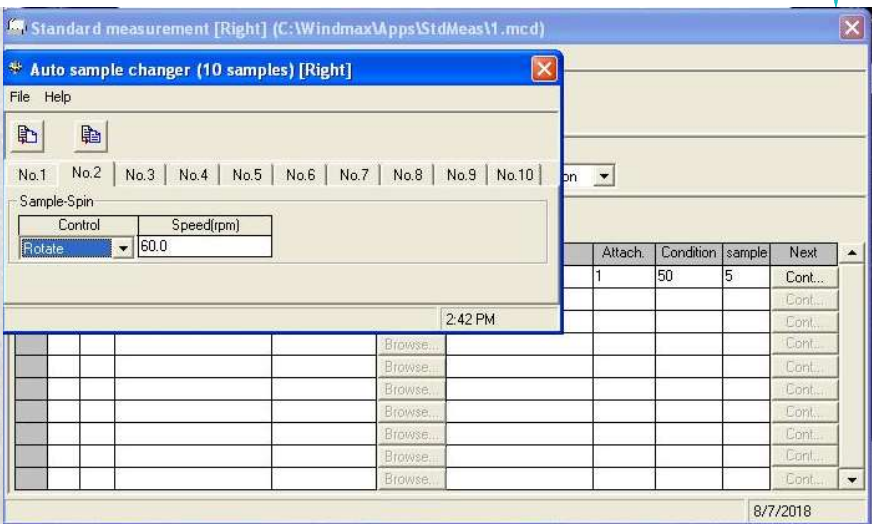 Standard measurement [Right] (C:\Windmax\Apps\StdMeas\1.mcd)
Auto sample changer (10 samples) [Right]
File Help
No.1 No.2 No.3 No.4 No.5 No.6 No.7 No.8 No.9 No.10 on
Sample-Spin
Control Speed(rpm)
Rotate 60.0
Attach. Condition sample Next
1 50 5 Cont...
Cont...
2:42 PM Cont...
Browse... Cont...
Browse... Cont...
Browse... Cont...
Browse... Cont...
Browse... Cont...
Browse... Cont...
Browse... Cont...
8/7/2018